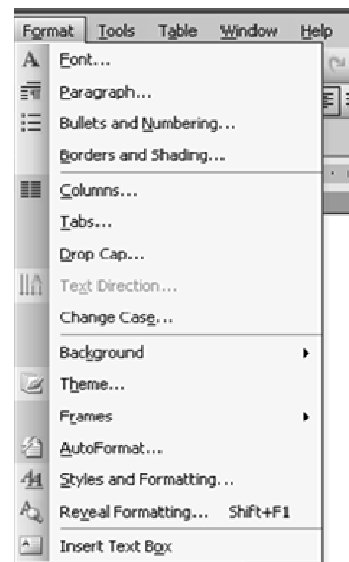 Format Tools Table Window Help
Font...
Paragraph...
Bullets and Numbering...
Borders and Shading...
Columns...
Tabs...
Drop Cap...
Text Direction...
Change Case...
Background
Theme...
Frames
AutoFormat...
Styles and Formatting...
Reveal Formatting... Shift+F1
Insert Text Box